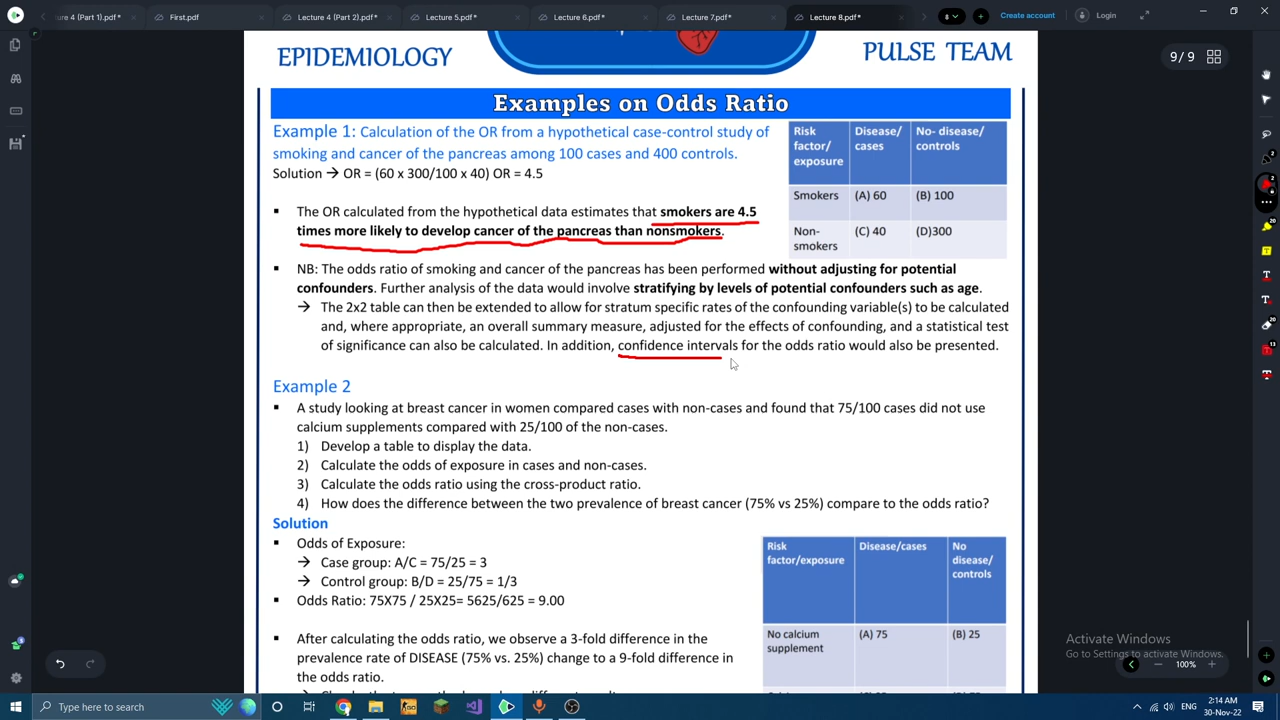 ure 4 (Part 1).pdf*
First.pdf
Lecture 4 (Part 2).pdf*
Lecture 5.pdf*
Lecture 6.pdf*
Lecture 7.pdf*
Lecture 8.pdf*
8
Create account
Login
EPIDEMIOLOGY
PULSE TEAM
9/9
Examples on Odds Ratio
Example 1: Calculation of the OR from a hypothetical case-control study of
smoking and cancer of the pancreas among 100 cases and 400 controls.
Solution → OR = (60 x 300/100 x 40) OR = 4.5
▪ The OR calculated from the hypothetical data estimates that smokers are 4.5
times more likely to develop cancer of the pancreas than nonsmokers.
Risk factor/ exposure | Disease/ cases | No- disease/ controls
Smokers | (A) 60 | (B) 100
Non-smokers | (C) 40 | (D)300
▪ NB: The odds ratio of smoking and cancer of the pancreas has been performed without adjusting for potential
confounders. Further analysis of the data would involve stratifying by levels of potential confounders such as age.
→ The 2x2 table can then be extended to allow for stratum specific rates of the confounding variable(s) to be calculated
and, where appropriate, an overall summary measure, adjusted for the effects of confounding, and a statistical test
of significance can also be calculated. In addition, confidence intervals for the odds ratio would also be presented.
Example 2
▪ A study looking at breast cancer in women compared cases with non-cases and found that 75/100 cases did not use
calcium supplements compared with 25/100 of the non-cases.
1) Develop a table to display the data.
2) Calculate the odds of exposure in cases and non-cases.
3) Calculate the odds ratio using the cross-product ratio.
4) How does the difference between the two prevalence of breast cancer (75% vs 25%) compare to the odds ratio?
Solution
▪ Odds of Exposure:
→ Case group: A/C = 75/25 = 3
→ Control group: B/D = 25/75 = 1/3
▪ Odds Ratio: 75X75 / 25X25= 5625/625 = 9.00
▪ After calculating the odds ratio, we observe a 3-fold difference in the
prevalence rate of DISEASE (75% vs. 25%) change to a 9-fold difference in
the odds ratio.
Risk factor/exposure | Disease/cases | No disease/ controls
No calcium supplement | (A) 75 | (B) 25
Activate Windows
Go to Settings to activate Windows.
100%
Type here to search
ENG
2:14 AM
30-Nov-22